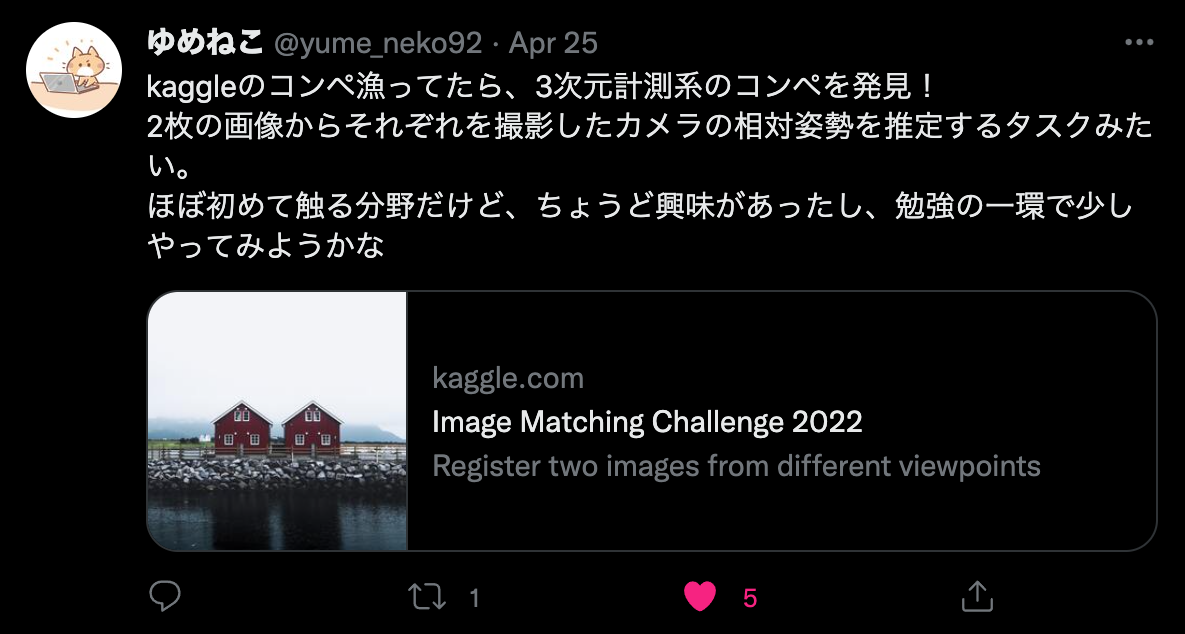 ゆめねこ @yume_neko92 · Apr 25
kaggleのコンペ漁ってたら、3次元計測系のコンペを発見！
2枚の画像からそれぞれを撮影したカメラの相対姿勢を推定するタスクみた
い。
ほぼ初めて触る分野だけど、ちょうど興味があったし、勉強の一環で少し
やってみようかな
kaggle.com
Image Matching Challenge 2022
Register two images from different viewpoints
1 5